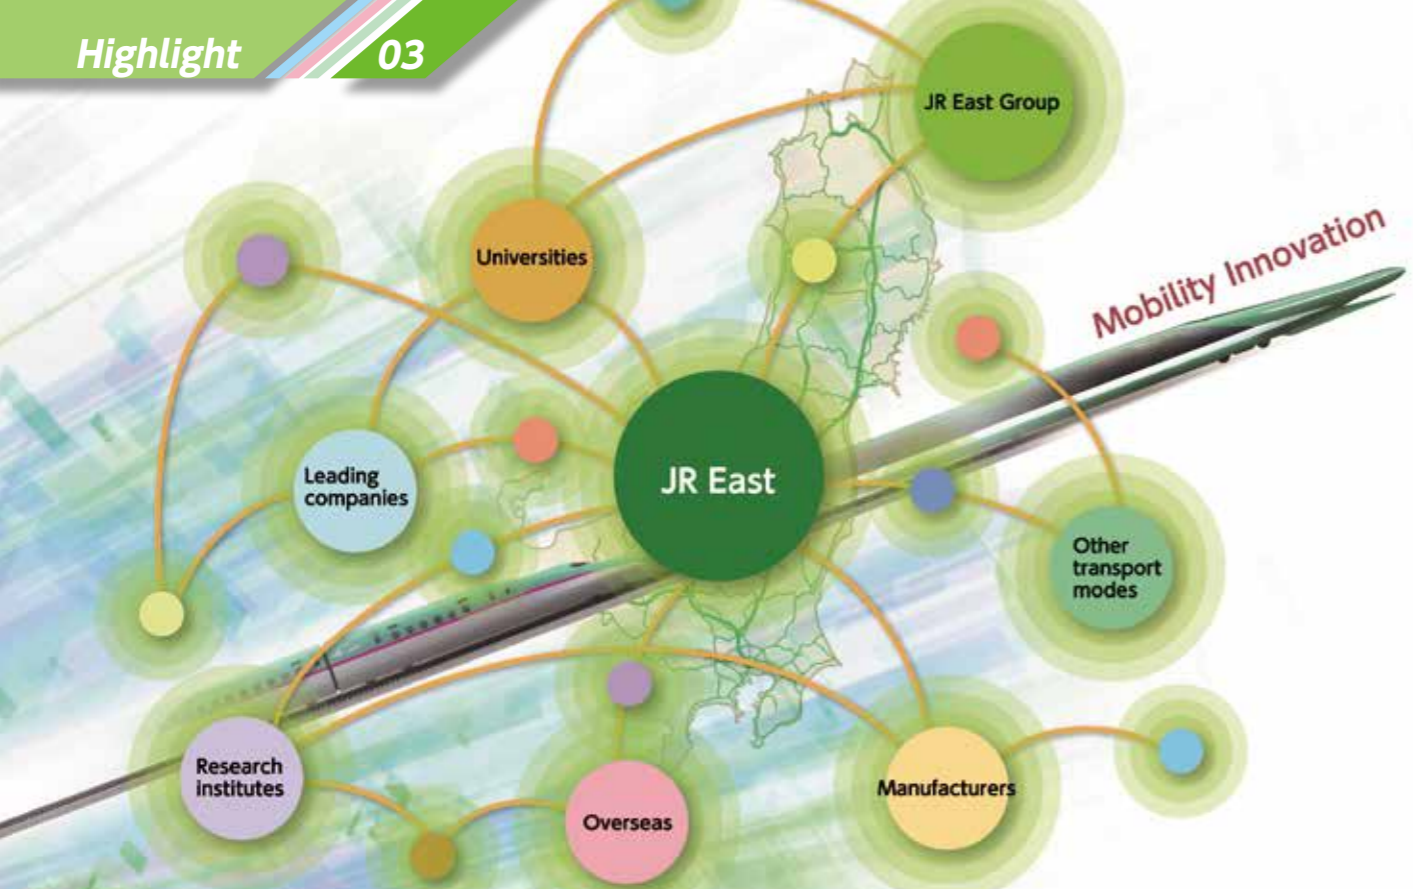 Highlight 03
JR East Group
Universities
Mobility Innovation
Leading
companies
JR East
Other
transport
modes
Research
institutes
Manufacturers
Overseas